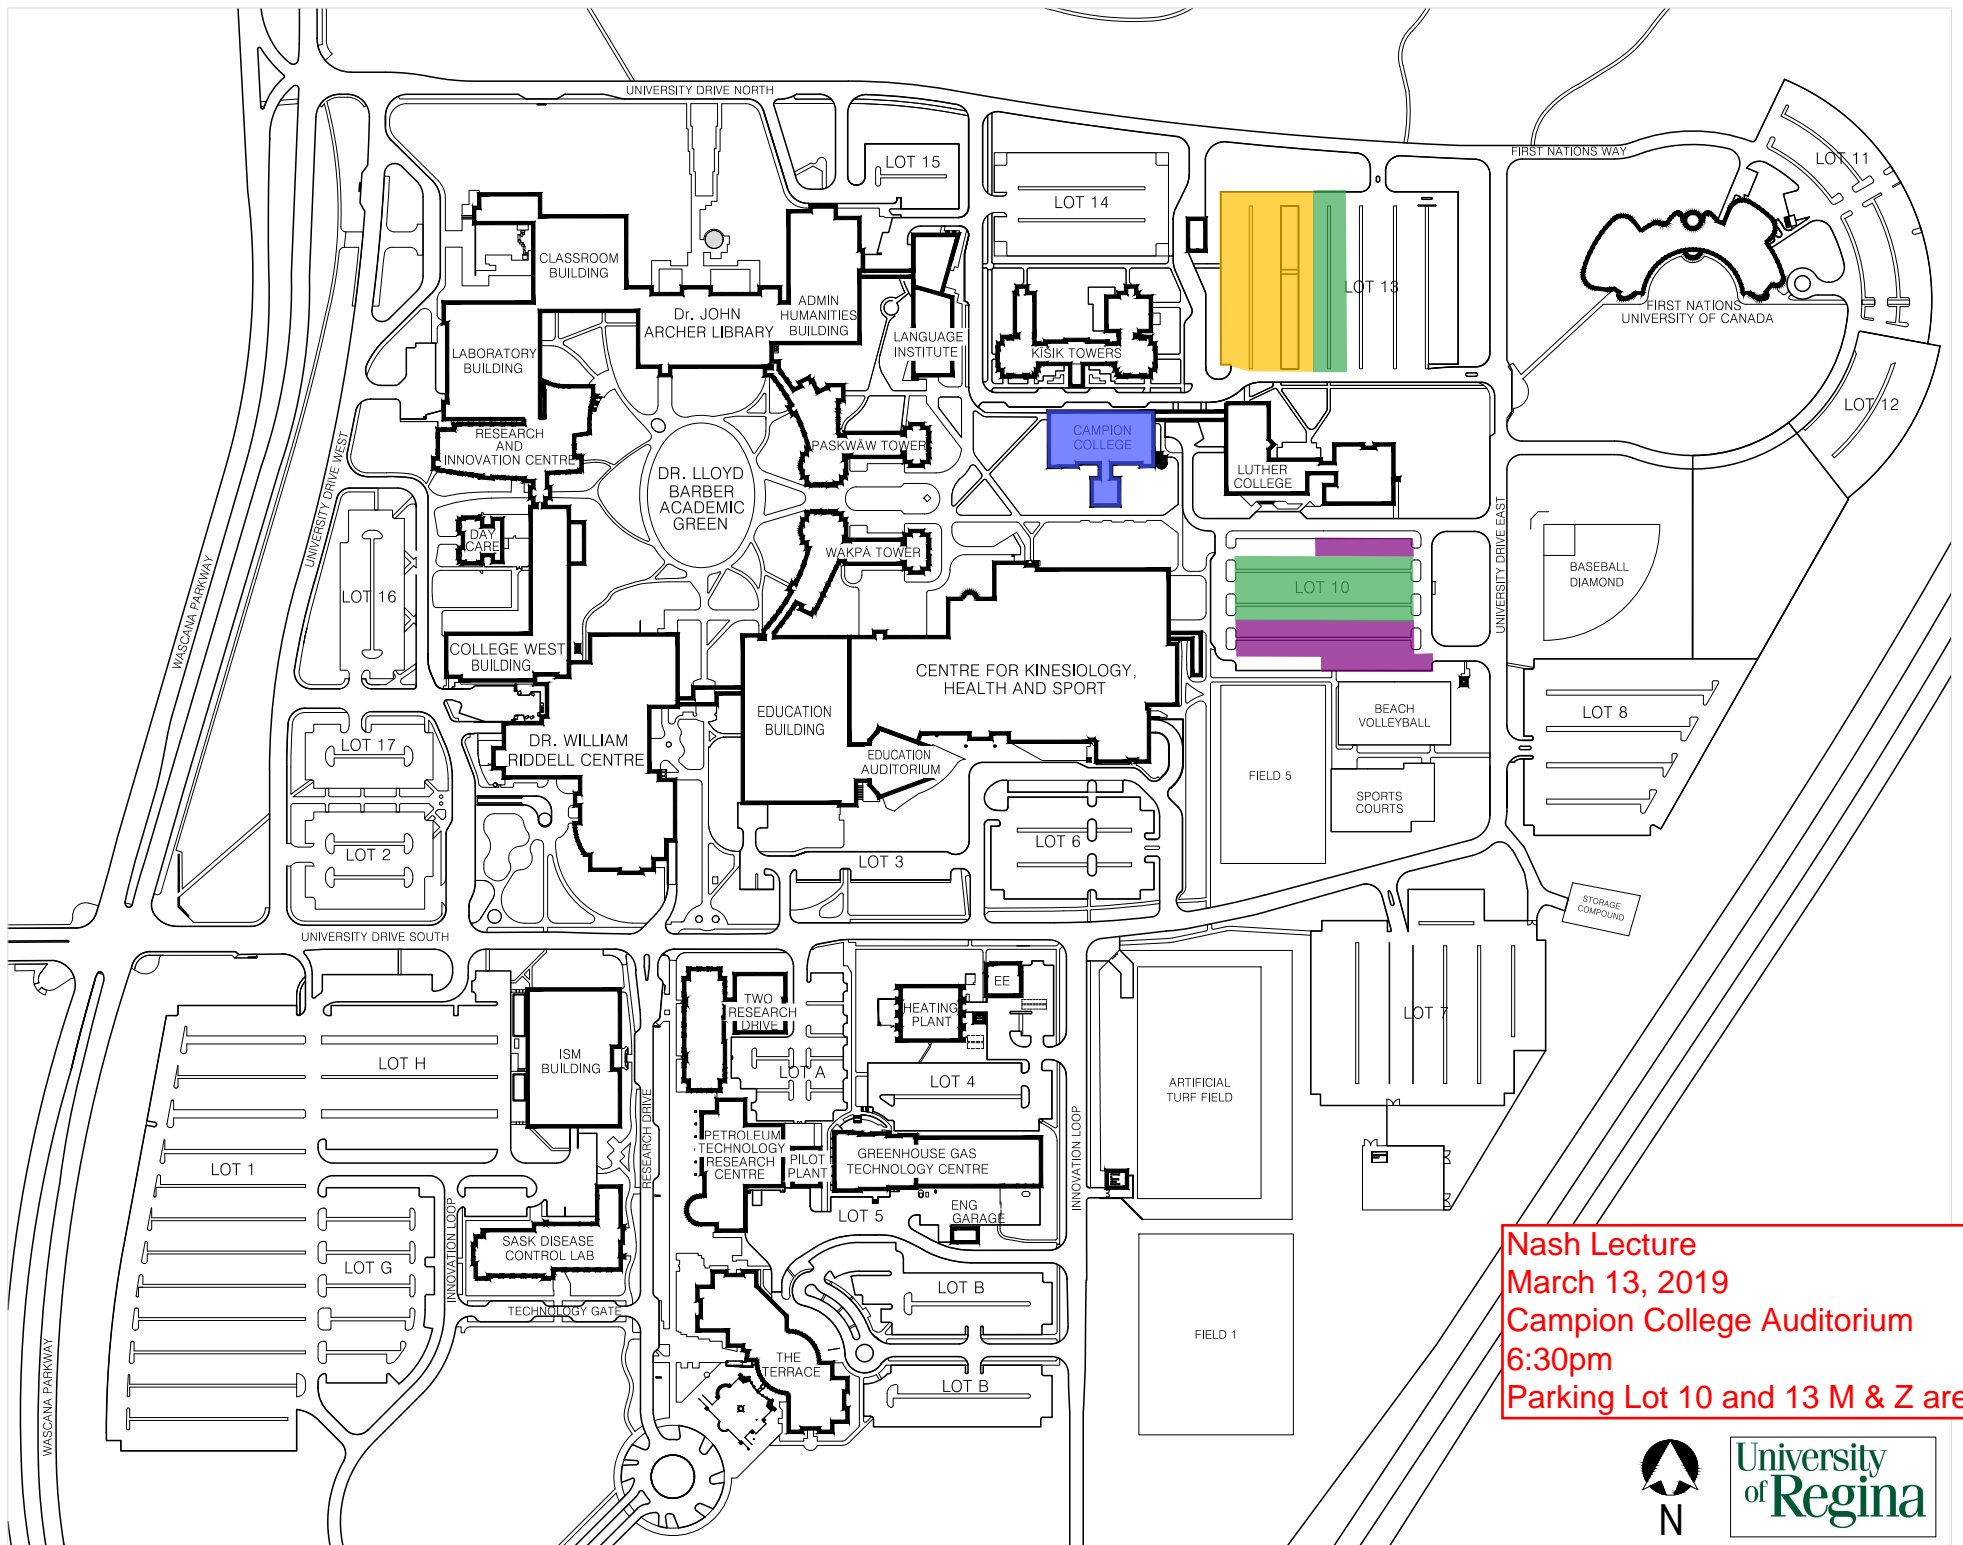 UNIVERSITY DRIVE NORTH
FIRST NATIONS WAY
LOT 15
LOT 11
LOT 14
CLASSROOM
BUILDING
ADMIN
HUMANITIES
BUILDING
Dr. JOHN
ARCHER LIBRARY
LANGUAGE
INSTITUTE
LOT 13
FIRST NATIONS
UNIVERSITY OF CANADA
LABORATORY
BUILDING
KĪSIK TOWERS
LOT 12
RESEARCH
AND
INNOVATION CENTRE
PASKWĀW TOWER
CAMPION
COLLEGE
LUTHER
COLLEGE
DR. LLOYD
BARBER
ACADEMIC
GREEN
UNIVERSITY DRIVE WEST
UNIVERSITY DRIVE EAST
DAY
CARE
WAKPĀ TOWER
BASEBALL
DIAMOND
LOT 16
LOT 10
WASCANA PARKWAY
COLLEGE WEST
BUILDING
CENTRE FOR KINESIOLOGY,
HEALTH AND SPORT
EDUCATION
BUILDING
BEACH
VOLLEYBALL
LOT 8
LOT 17
DR. WILLIAM
RIDDELL CENTRE
EDUCATION
AUDITORIUM
FIELD 5
SPORTS
COURTS
LOT 2
LOT 3
LOT 6
STORAGE
COMPOUND
UNIVERSITY DRIVE SOUTH
TWO
RESEARCH
DRIVE
HEATING
PLANT
EE
LOT 7
LOT H
ISM
BUILDING
LOT A
LOT 4
ARTIFICIAL
TURF FIELD
RESEARCH DRIVE
INNOVATION LOOP
PETROLEUM
TECHNOLOGY
RESEARCH
CENTRE
PILOT
PLANT
GREENHOUSE GAS
TECHNOLOGY CENTRE
LOT 1
LOT 5
ENG
GARAGE
INNOVATION LOOP
SASK DISEASE
CONTROL LAB
LOT G
LOT B
TECHNOLOGY GATE
FIELD 1
THE
TERRACE
LOT B
WASCANA PARKWAY
Nash Lecture
March 13, 2019
Campion College Auditorium
6:30pm
Parking Lot 10 and 13 M & Z are
N
University
of Regina